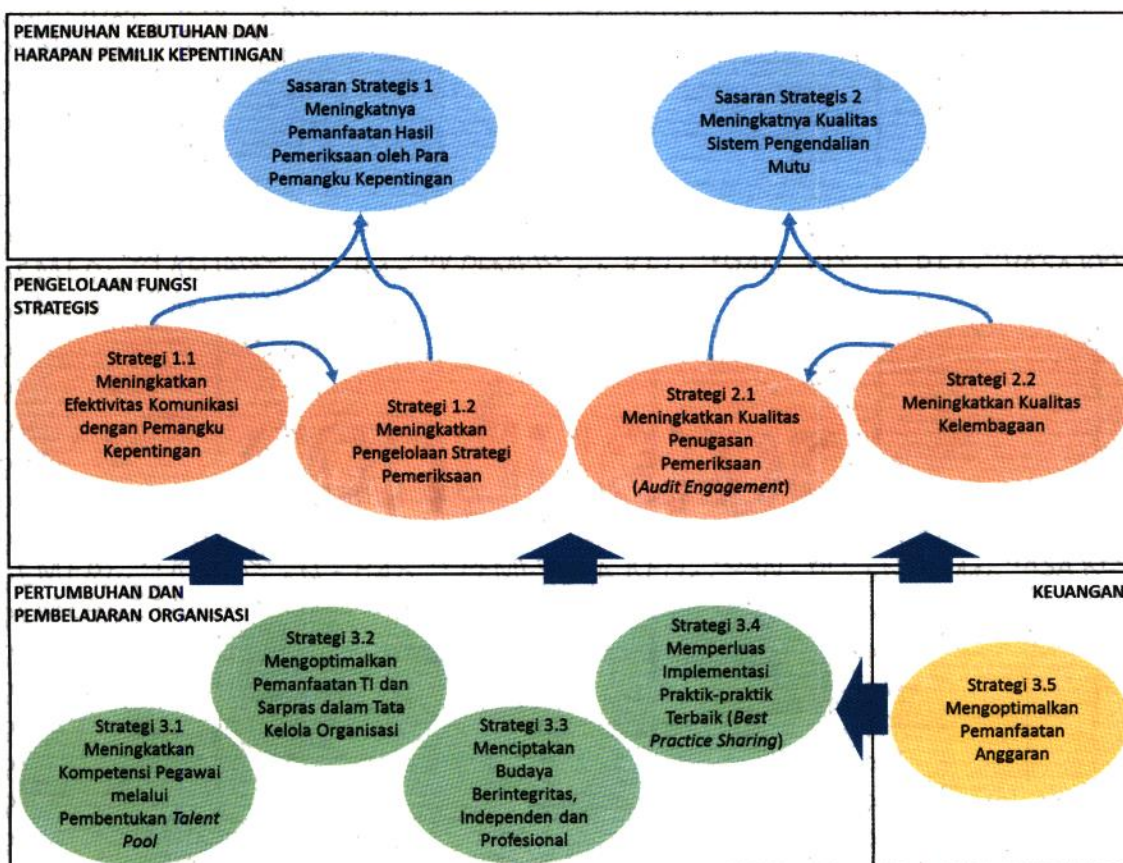 PEMENUHAN KEBUTUHAN DAN
HARAPAN PEMILIK KEPENTINGAN
Sasaran Strategis 1
Meningkatnya
Pemanfaatan Hasil
Pemeriksaan oleh Para
Pemangku Kepentingan
Sasaran Strategis 2
Meningkatnya Kualitas
Sistem Pengendalian
Mutu
PENGELOLAAN FUNGSI
STRATEGIS
Strategi 1.1
Meningkatkan
Efektivitas Komunikasi
dengan Pemangku
Kepentingan
Strategi 1.2
Meningkatkan
Pengelolaan Strategi
Pemeriksaan
Strategi 2.1
Meningkatkan Kualitas
Penugasan
Pemeriksaan
(Audit Engagement)
Strategi 2.2
Meningkatkan Kualitas
Kelembagaan
PERTUMBUHAN DAN
PEMBELAJARAN ORGANISASI
Strategi 3.1
Meningkatkan
Kompetensi Pegawai
melalui
Pembentukan Talent
Pool
Strategi 3.2
Mengoptimalkan
Pemanfaatan TI dan
Sarpras dalam Tata
Kelola Organisasi
Strategi 3.3
Menciptakan
Budaya
Berintegritas,
Independen dan
Profesional
Strategi 3.4
Memperluas
Implementasi
Praktik-praktik
Terbaik (Best
Practice Sharing)
KEUANGAN
Strategi 3.5
Mengoptimalkan
Pemanfaatan
Anggaran